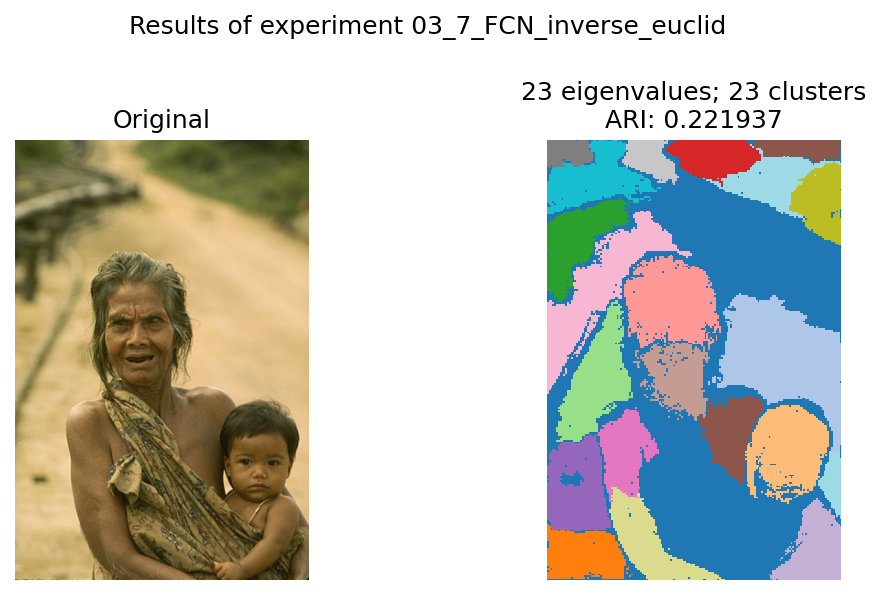 Results of experiment 03_7_FCN_inverse_euclid
Original
23 eigenvalues; 23 clusters
ARI: 0.221937